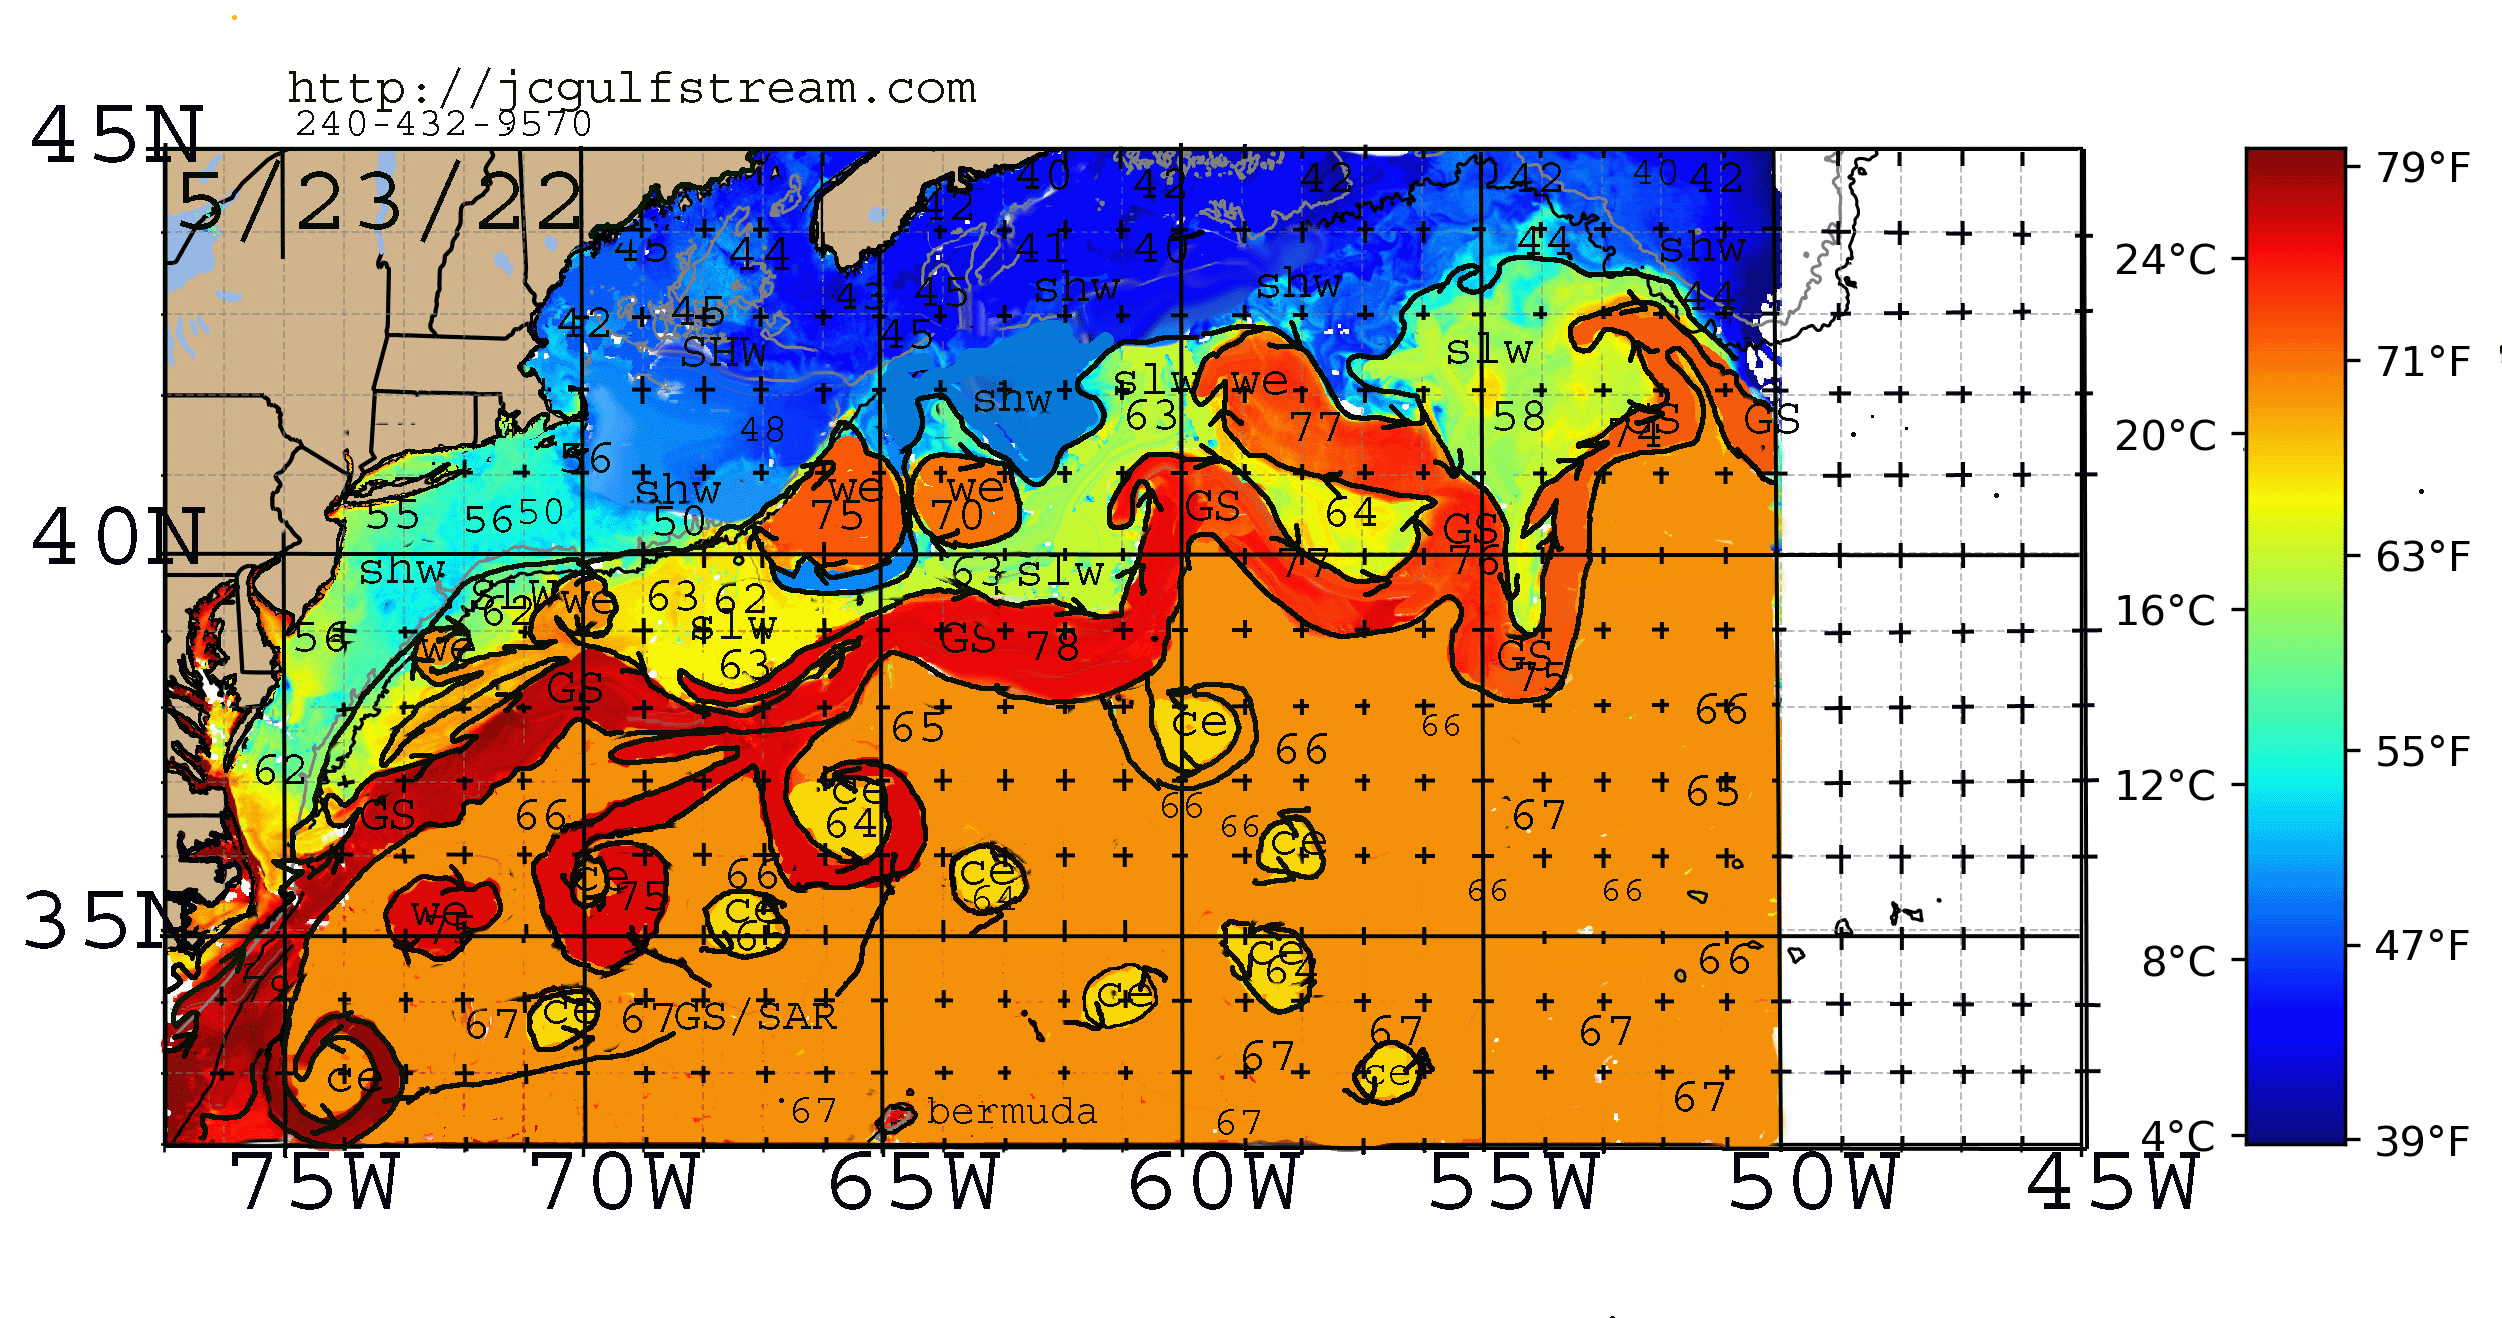 http://jcgulfstream.com
240-432-9570
45N
5/23/22
79°F
40 42 42 42 40 42
42
45 44 41 40 44 shw
24°C
43 45 shw shw 44
42 45 45
SHW slw 71°F
slw we
shw
48 63 77 58 74 GS GS
20°C
56
shw we we
55 56 50 50 75 70 GS 64 GS
40N 77 76 63°F
shw 63 slw
SLW we 63 62
62 slw 16°C
56 we GS 78
63 GS
75
GS
65 ce 66 66
66
55°F
62 12°C
GS 66 ce 66 65
64 66 67
ce
ce 75 66 ce 66 66
64
we ce
35N 65
47°F
ce 66
64 8°C
ce ce
67 67 GS/SAR 67 67
67
ce ce
67 bermuda 67 67
4°C 39°F
75W 70W 65W 60W 55W 50W 45W